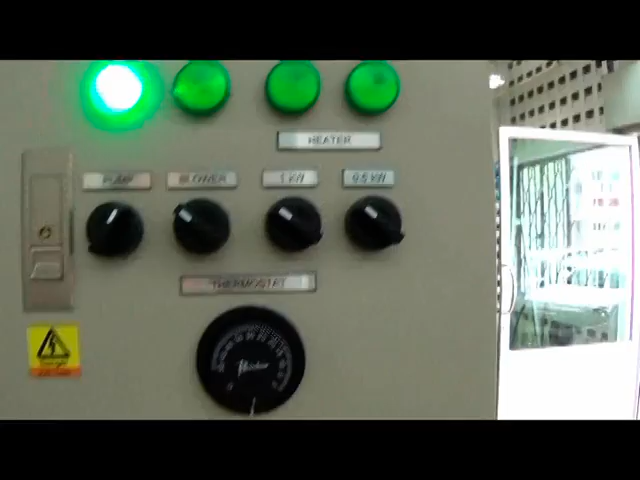 HEATER
PUMP
BLOWER
1 KW
0.5 KW
THERMOSTAT